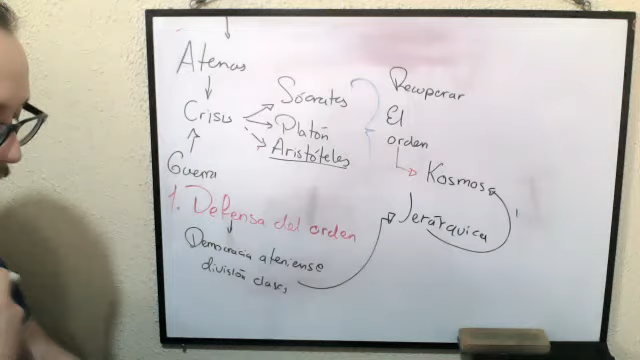 Atenas
Crisis
Guerra
Sócrates
Platón
Aristóteles
Recuperar
El
orden
Kosmos
Jerárquica
1. Defensa del orden
Democracia ateniense
división clases